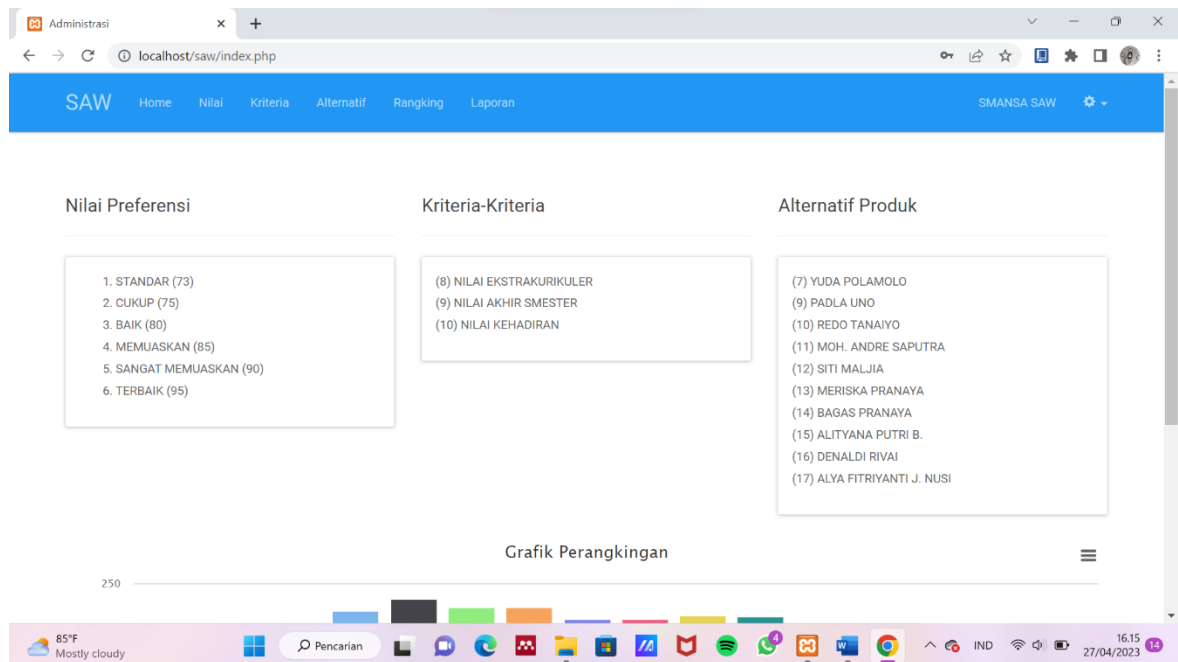 Administrasi
localhost/saw/index.php
SAW Home Nilai Kriteria Alternatif Rangking Laporan SMANSA SAW
Nilai Preferensi
1. STANDAR (73)
2. CUKUP (75)
3. BAIK (80)
4. MEMUASKAN (85)
5. SANGAT MEMUASKAN (90)
6. TERBAIK (95)
Kriteria-Kriteria
(8) NILAI EKSTRAKURIKULER
(9) NILAI AKHIR SMESTER
(10) NILAI KEHADIRAN
Alternatif Produk
(7) YUDA POLAMOLO
(9) PADLA UNO
(10) REDO TANAIYO
(11) MOH. ANDRE SAPUTRA
(12) SITI MALJIA
(13) MERISKA PRANAYA
(14) BAGAS PRANAYA
(15) ALITYANA PUTRI B.
(16) DENALDI RIVAI
(17) ALYA FITRIYANTI J. NUSI
Grafik Perangkingan
250
85°F
Mostly cloudy
Pencarian
4
IND
16.15
27/04/2023
14